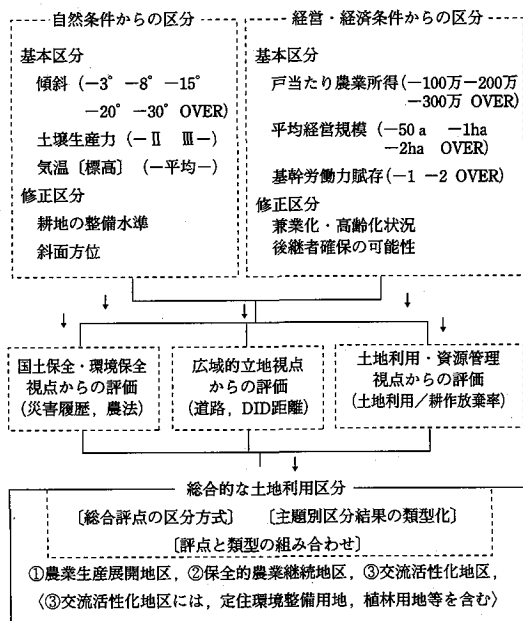 自然条件からの区分
基本区分
傾斜（－3°－8°－15°
－20°－30°OVER）
土壌生産力（－Ⅱ　Ⅲ－）
気温〔標高〕（－平均－）
修正区分
耕地の整備水準
斜面方位
経営・経済条件からの区分
基本区分
戸当たり農業所得（－100万－200万
－300万 OVER）
平均経営規模（－50a　－1ha
－2ha　OVER）
基幹労働力賦存（－1　－2 OVER）
修正区分
兼業化・高齢化状況
後継者確保の可能性
国土保全・環境保全
視点からの評価
（災害履歴，農法）
広域的立地視点
からの評価
（道路，DID距離）
土地利用・資源管理
視点からの評価
（土地利用／耕作放棄率）
総合的な土地利用区分
〔総合評点の区分方式〕　〔主題別区分結果の類型化〕
〔評点と類型の組み合わせ〕
①農業生産展開地区，②保全的農業継続地区，③交流活性化地区，
〈③交流活性化地区には，定住環境整備用地，植林用地等を含む〉